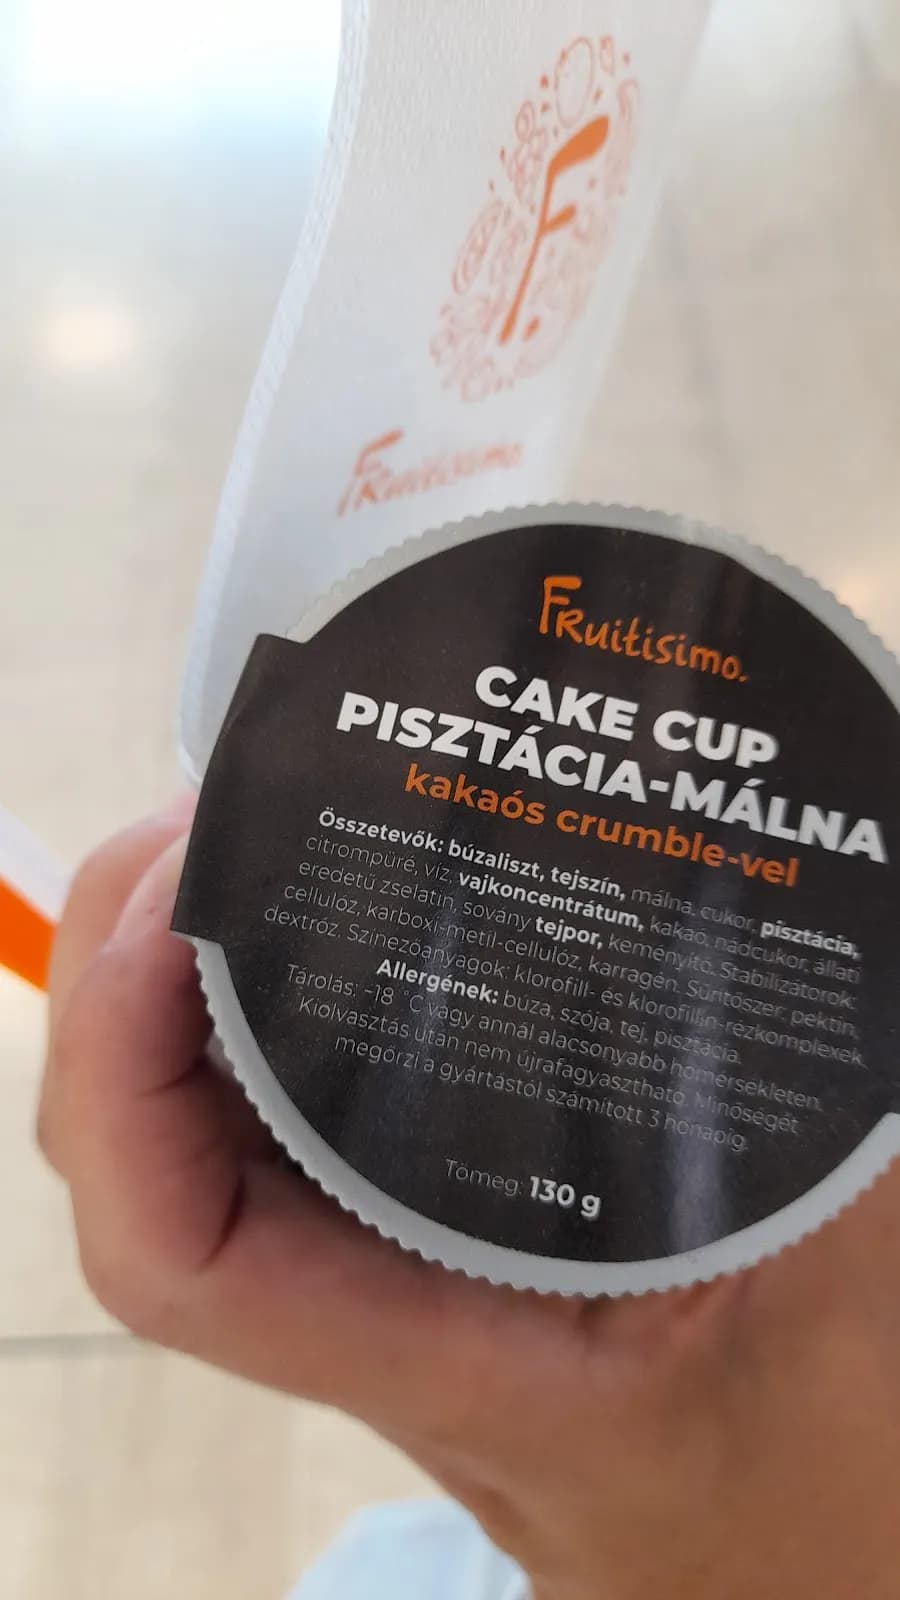 F.
Fruitisimo
Fruitisimo.
CAKE CUP
PISZTÁCIA-MÁLNA
kakaós crumble-vel
Összetevők: búzaliszt, tejszín, málna, cukor, pisztácia,
citrompüré, víz, vajkoncentrátum, kakaó, nádcukor, állati
eredetű zselatin, sovány tejpor, keményítő. Stabilizátorok:
cellulóz, karboxi-metil-cellulóz, karragén. Sűrítőszer: pektin,
dextróz. Színezőanyagok: klorofill- és klorofillin-rézkomplexek
Allergének: búza, szója, tej, pisztácia.
Tárolás: -18 °C vagy annál alacsonyabb hőmérsékleten.
Kiolvasztás után nem újrafagyasztható. Minőségét
megőrzi a gyártástól számított 3 hónapig.
Tömeg: 130 g